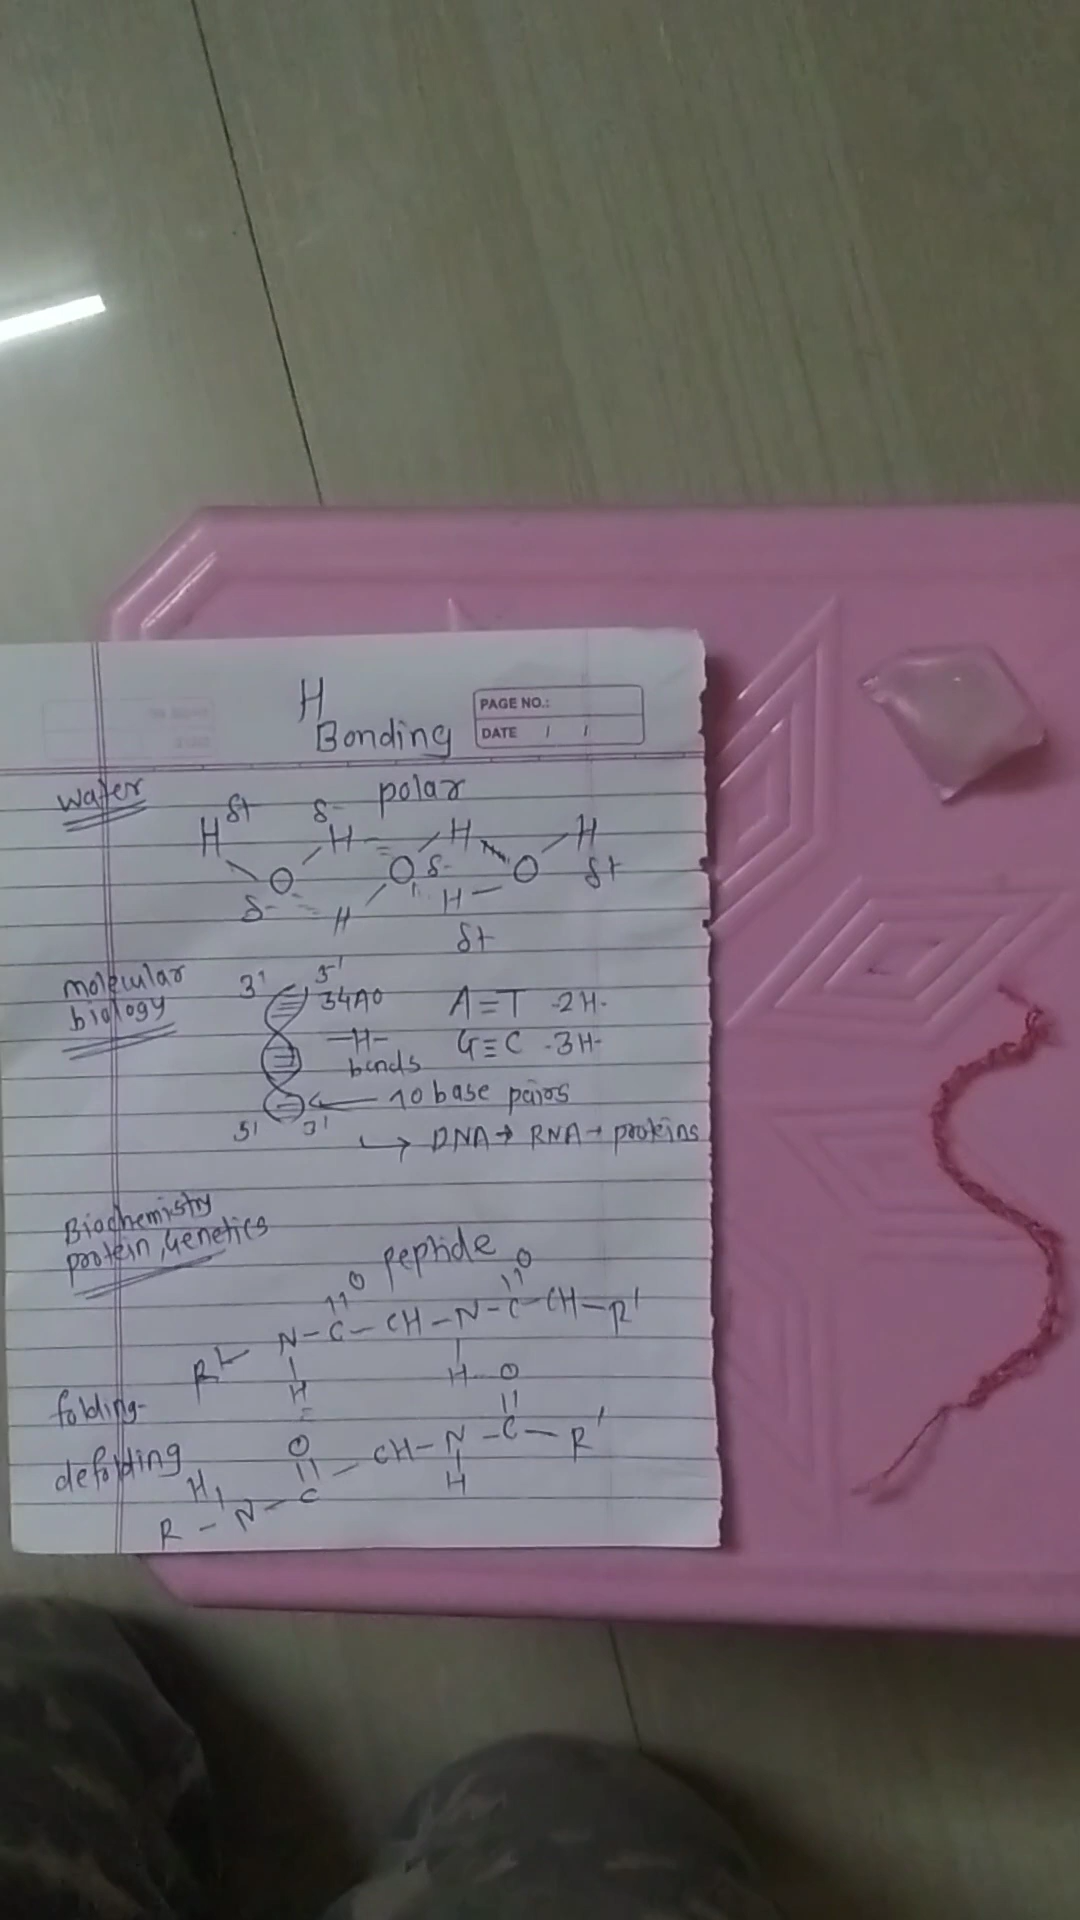 H
Bonding
PAGE NO.:
DATE / /
water
polar
H δ+ δ- H H H
O O δ- O δ+
δ- H H
δ+
molecular
biology
3' 5'
34A0 A=T -2H-
-H- G≡C -3H-
bonds
10 base pairs
5' 3'
→ DNA → RNA → proteins
Biochemistry
protein, Genetics
peptide
O O
N-C-CH-N-C-CH-R'
R
H H--O
folding-
O CH-N-C-R'
defolding
H C H
R-N-